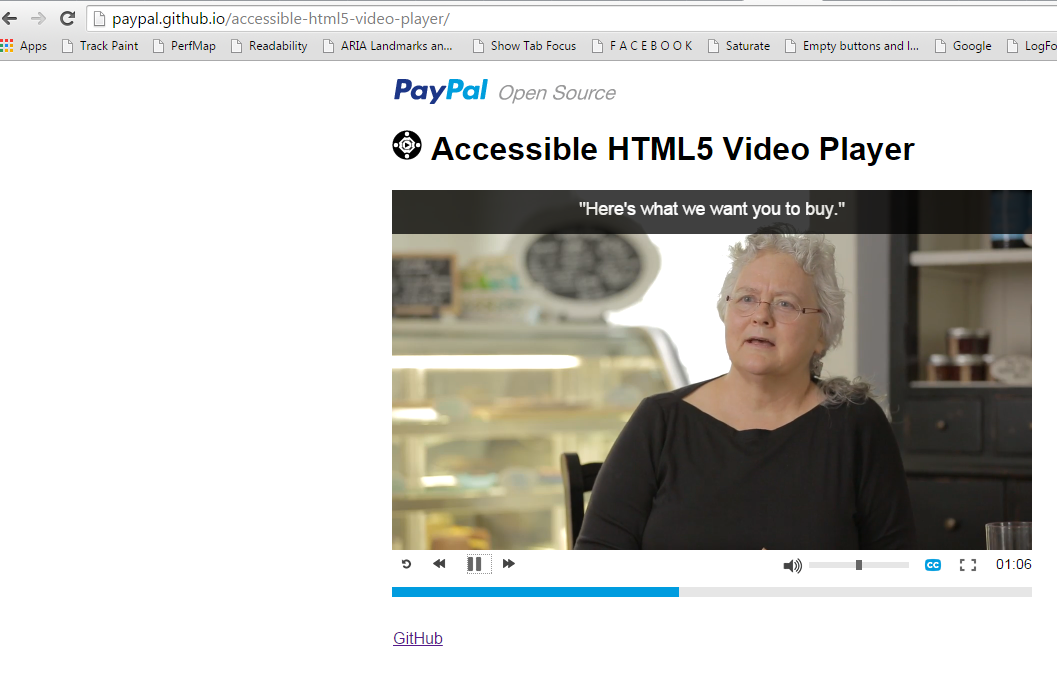 paypal.github.io/accessible-html5-video-player/
Apps Track Paint PerfMap Readability ARIA Landmarks an... Show Tab Focus F A C E B O O K Saturate Empty buttons and l... Google LogFo
PayPal Open Source
Accessible HTML5 Video Player
"Here's what we want you to buy."
CC 01:06
GitHub